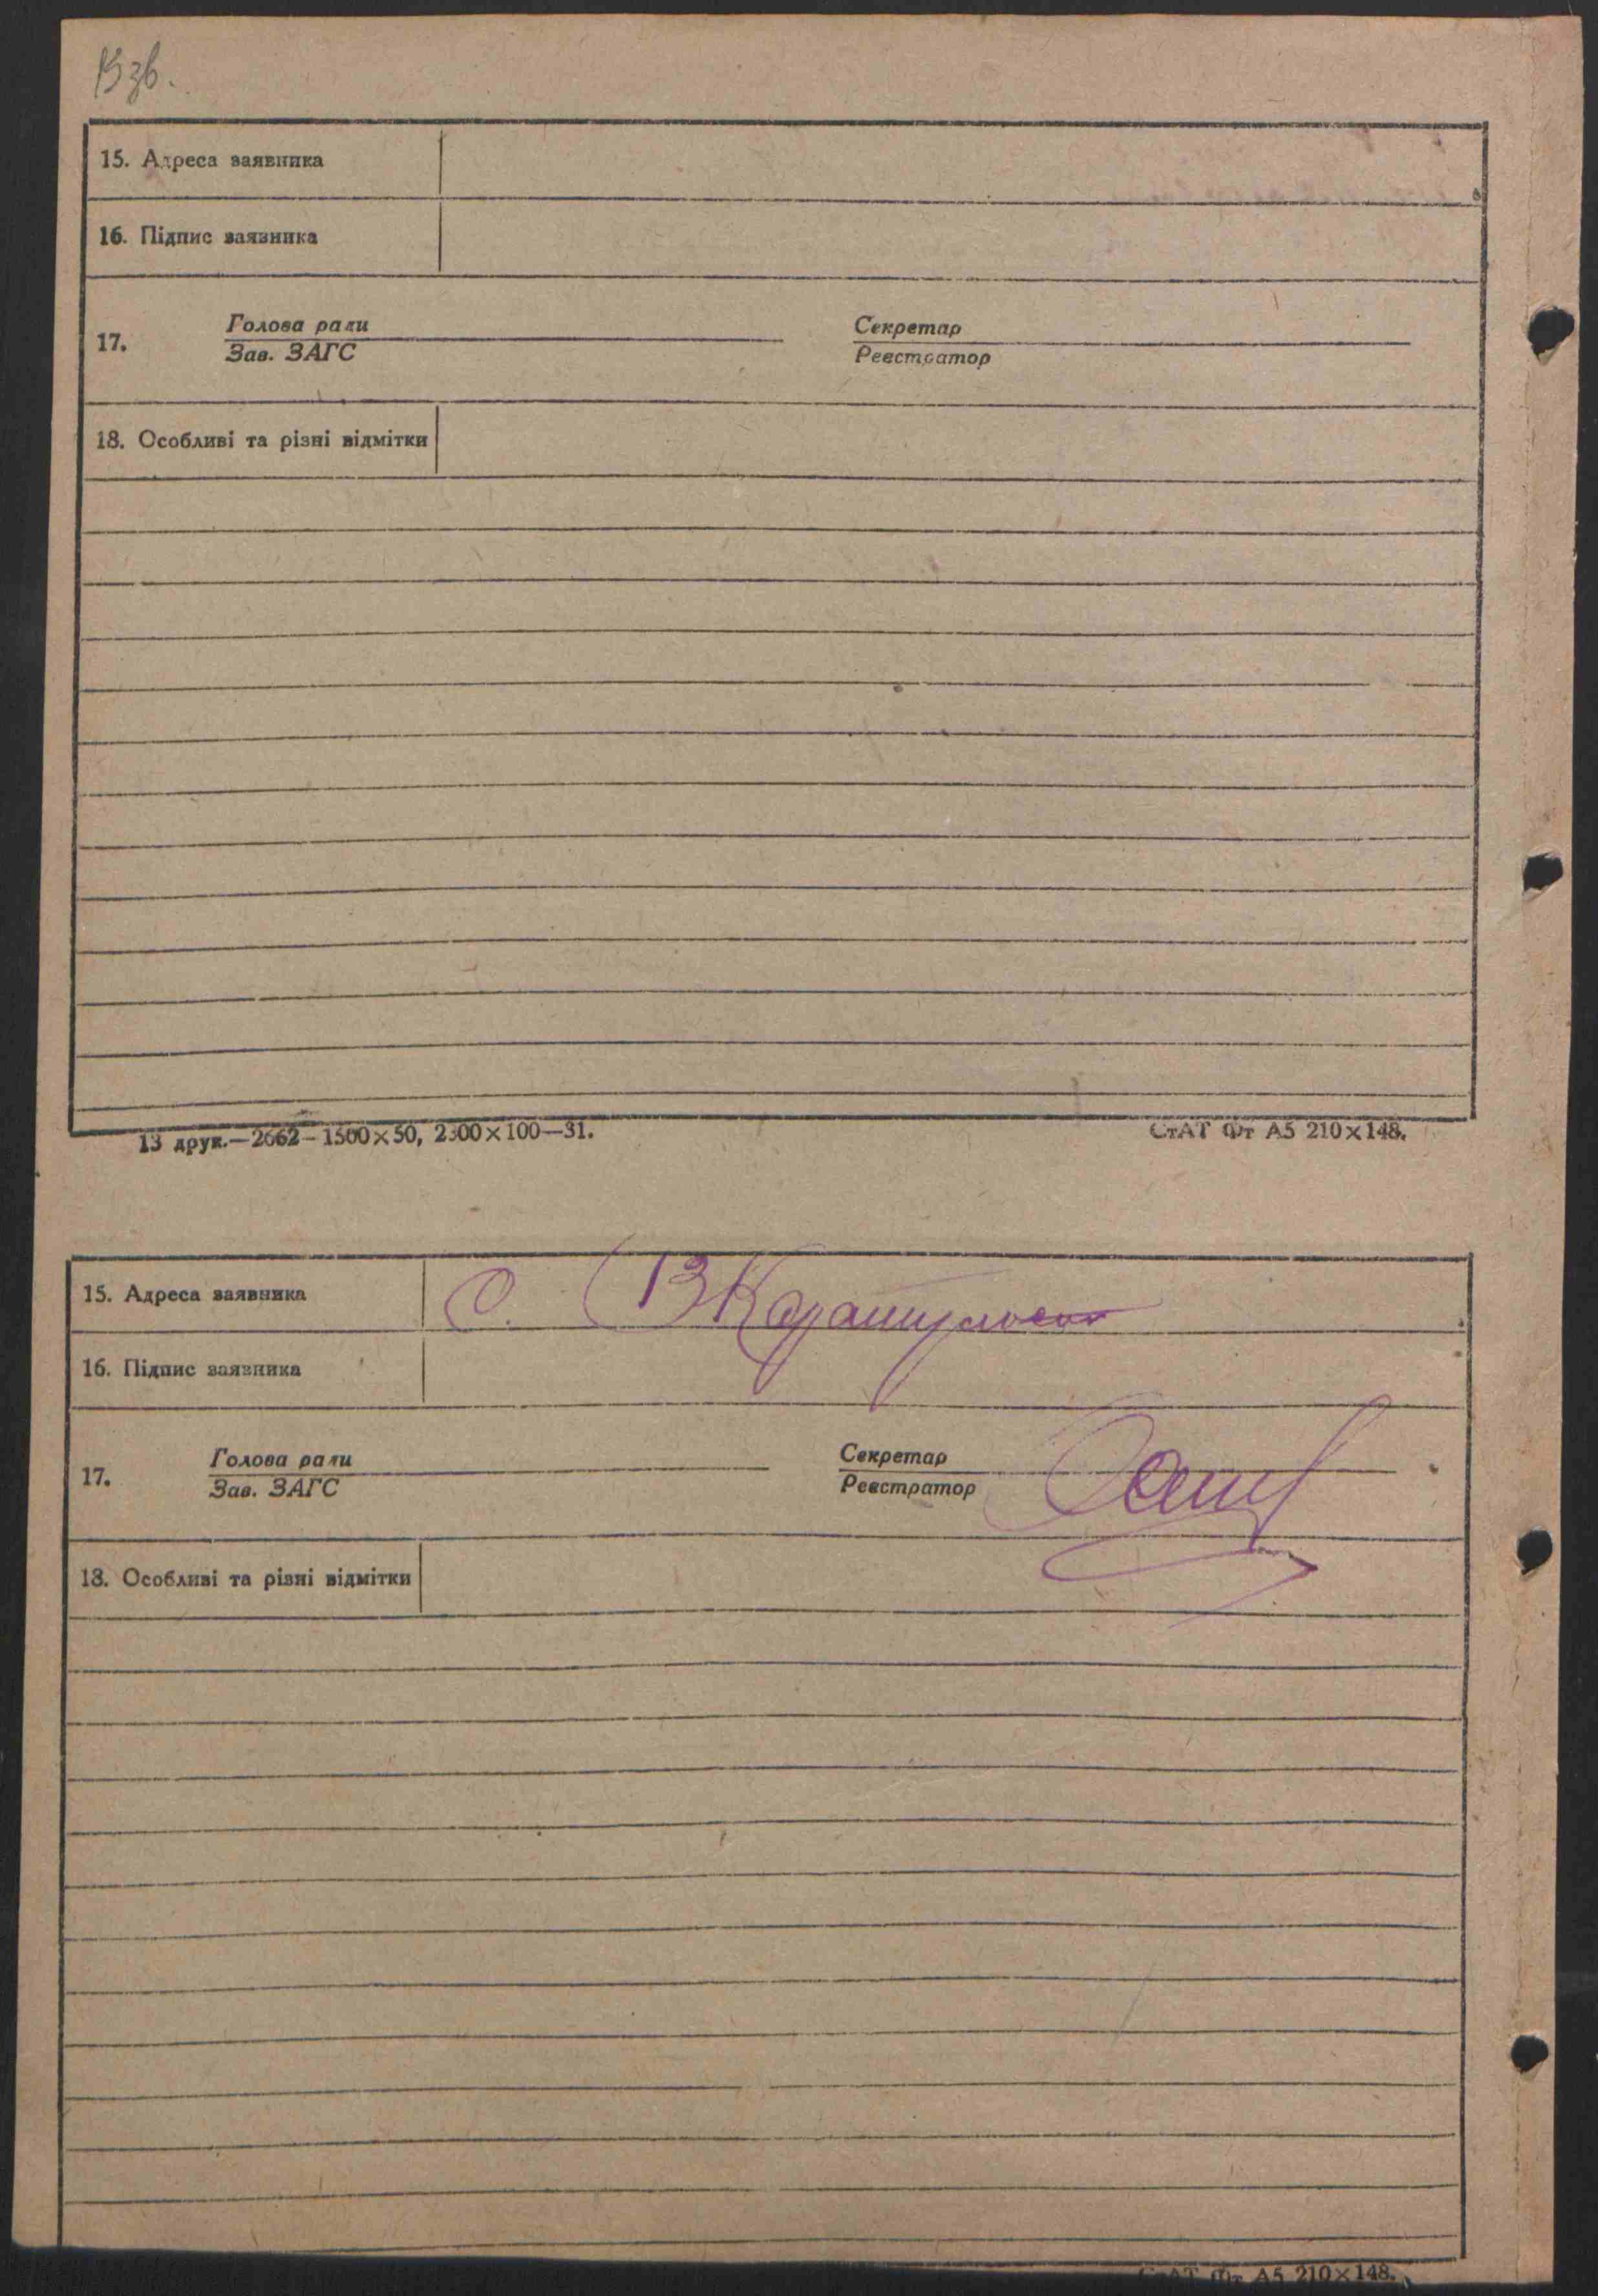 15зв.
15. Адреса заявника
16. Підпис заявника
17. Голова ради Секретар
Зав. ЗАГС Реєстратор
18. Особливі та різні відмітки
13 друк.—2662—1500×50, 2300×100—31. СтАТ Фт А5 210×148.
15. Адреса заявника с. В
16. Підпис заявника
17. Голова ради Секретар
Зав. ЗАГС Реєстратор
18. Особливі та різні відмітки
СтАТ Фт А5 210×148.